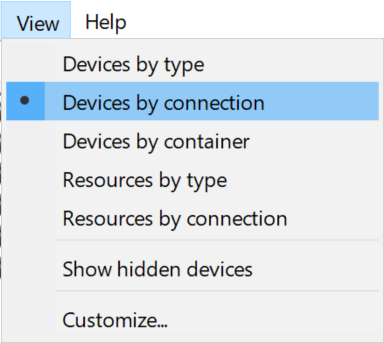 View Help
Devices by type
Devices by connection
Devices by container
Resources by type
Resources by connection
Show hidden devices
Customize...